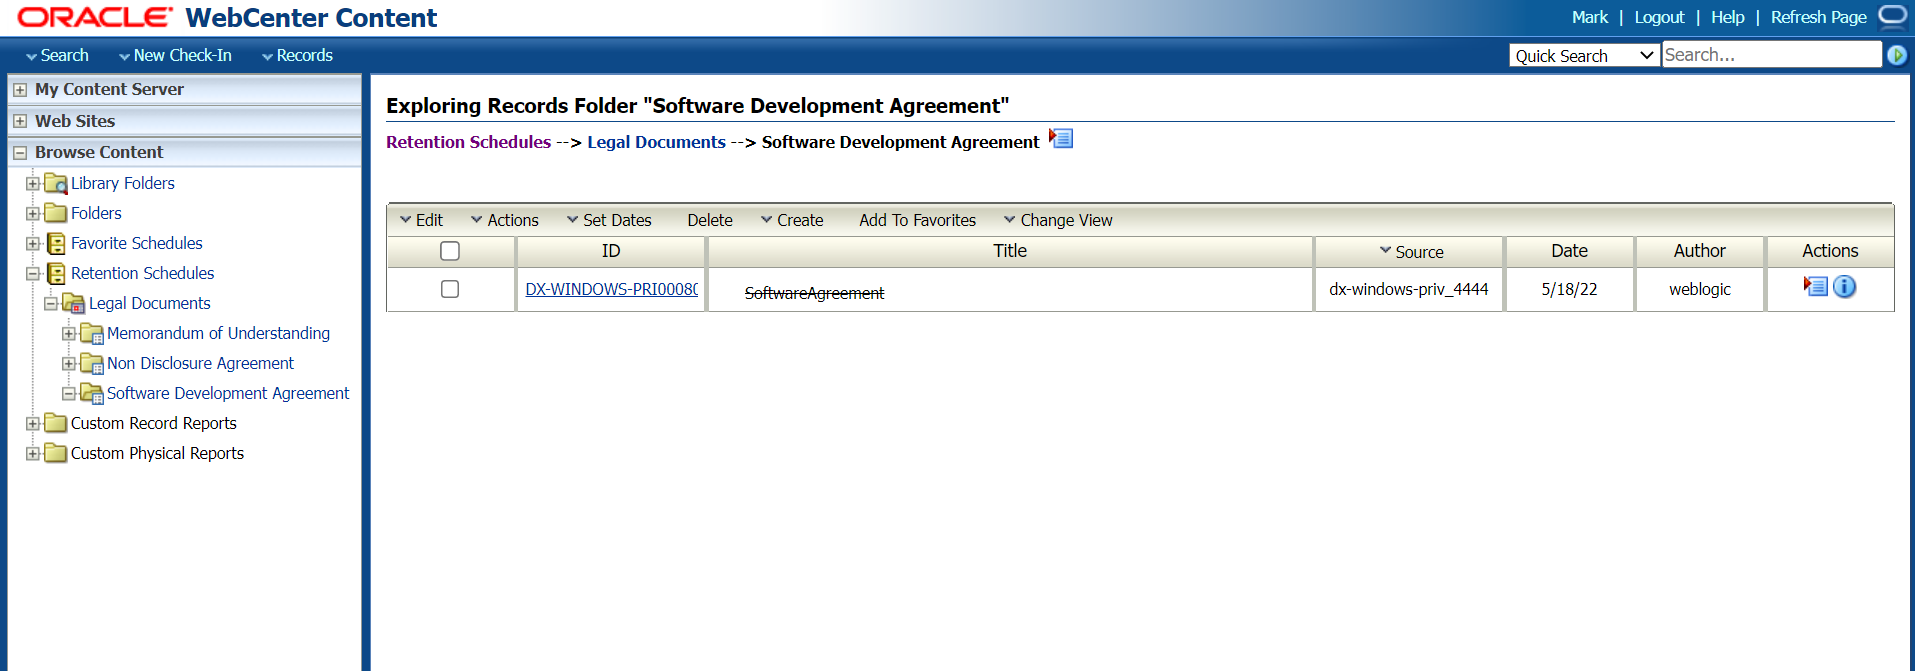 ORACLE WebCenter Content
Mark | Logout | Help | Refresh Page
Search New Check-In Records
Quick Search Search...
My Content Server
Web Sites
Browse Content
Library Folders
Folders
Favorite Schedules
Retention Schedules
Legal Documents
Memorandum of Understanding
Non Disclosure Agreement
Software Development Agreement
Custom Record Reports
Custom Physical Reports
Exploring Records Folder "Software Development Agreement"
Retention Schedules --> Legal Documents --> Software Development Agreement
Edit Actions Set Dates Delete Create Add To Favorites Change View
ID Title Source Date Author Actions
DX-WINDOWS-PRI00080 SoftwareAgreement dx-windows-priv_4444 5/18/22 weblogic